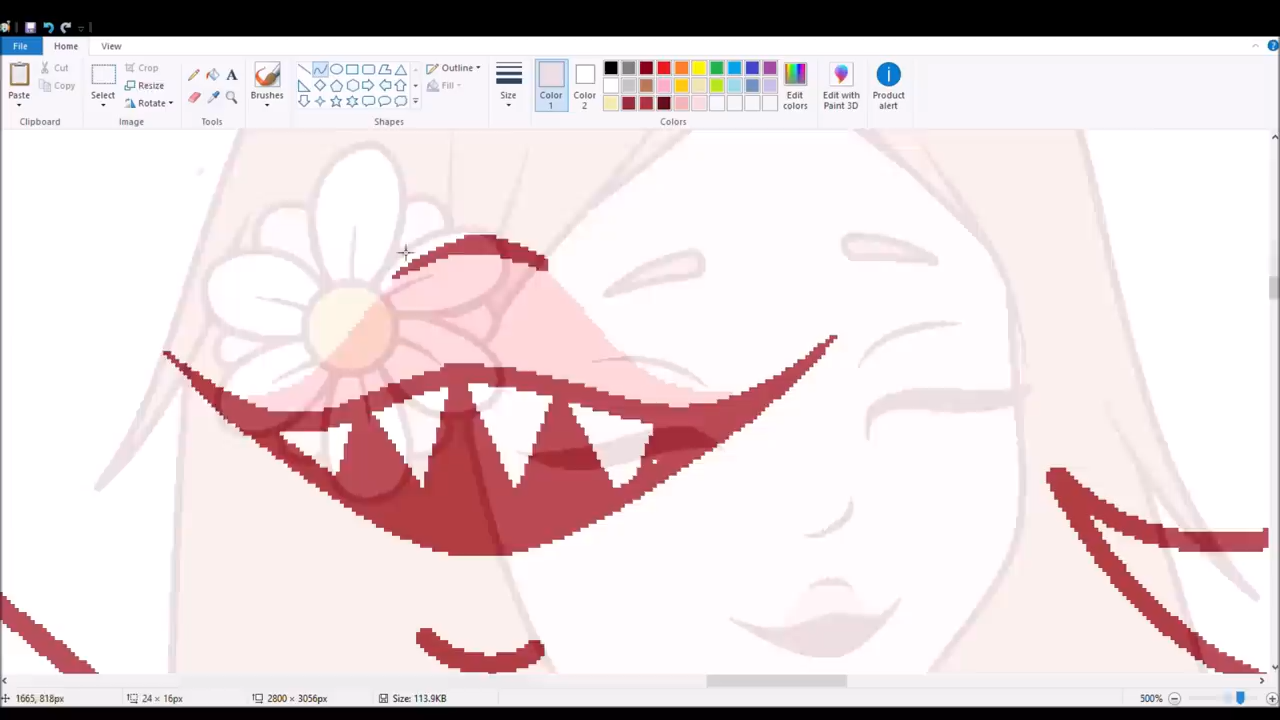 File Home View
Paste Cut Copy Clipboard
Select Crop Resize Rotate Image
A Tools
Brushes
Outline Fill Shapes
Size
Color 1 Color 2 Edit colors Colors
Edit with Paint 3D
Product alert
1665, 818px 24 × 16px 2800 × 3056px Size: 113.9KB 500%